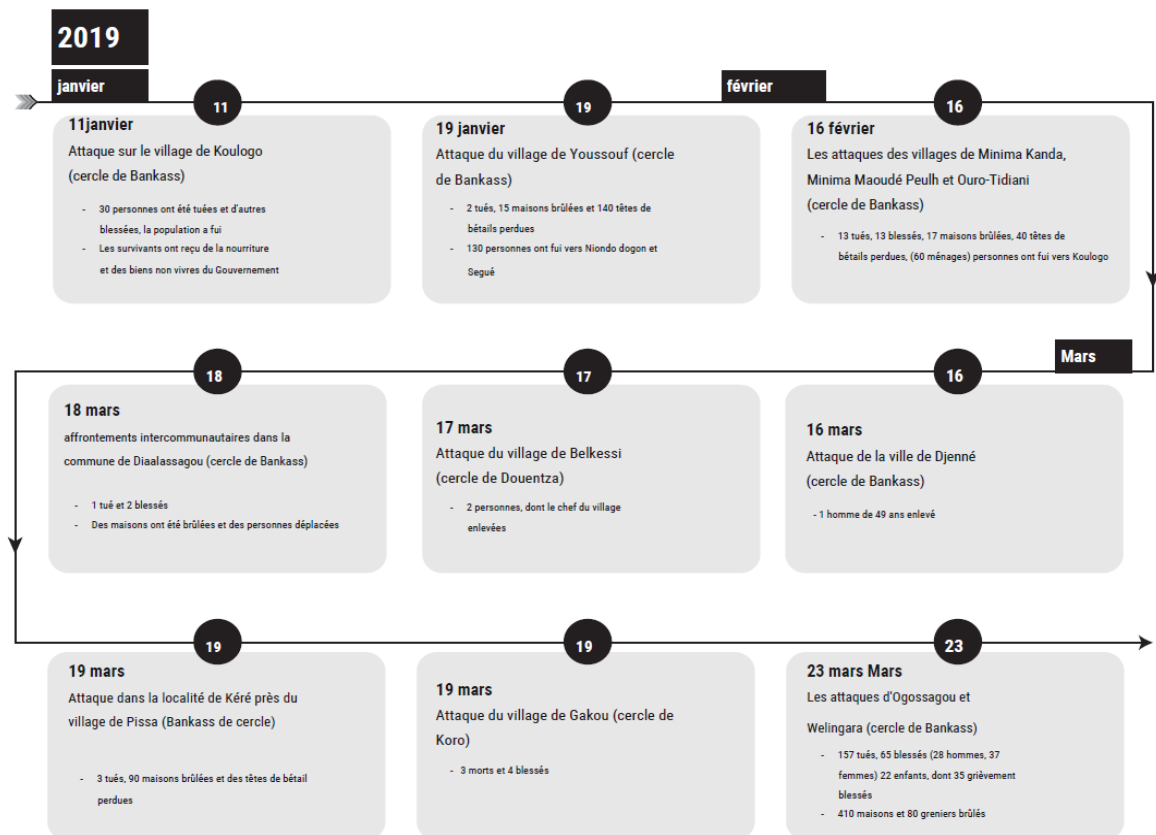 2019
janvier
11
11janvier
Attaque sur le village de Koulogo
(cercle de Bankass)
- 30 personnes ont été tuées et d'autres
blessées, la population a fui
- Les survivants ont reçu de la nourriture
et des biens non vivres du Gouvernement
19
19 janvier
Attaque du village de Youssouf (cercle
de Bankass)
- 2 tués, 15 maisons brûlées et 140 têtes de
bétails perdues
- 130 personnes ont fui vers Niondo dogon et
Segué
février
16
16 février
Les attaques des villages de Minima Kanda,
Minima Maoudé Peulh et Ouro-Tidiani
(cercle de Bankass)
- 13 tués, 13 blessés, 17 maisons brûlées, 40 têtes de
bétails perdues, (60 ménages) personnes ont fui vers Koulogo
Mars
16
16 mars
Attaque de la ville de Djenné
(cercle de Bankass)
- 1 homme de 49 ans enlevé
17
17 mars
Attaque du village de Belkessi
(cercle de Douentza)
- 2 personnes, dont le chef du village
enlevées
18
18 mars
affrontements intercommunautaires dans la
commune de Diaalassagou (cercle de Bankass)
- 1 tué et 2 blessés
- Des maisons ont été brûlées et des personnes déplacées
19
19 mars
Attaque dans la localité de Kéré près du
village de Pissa (Bankass de cercle)
- 3 tués, 90 maisons brûlées et des têtes de bétail
perdues
19
19 mars
Attaque du village de Gakou (cercle de
Koro)
- 3 morts et 4 blessés
23
23 mars Mars
Les attaques d'Ogossagou et
Welingara (cercle de Bankass)
- 157 tués, 65 blessés (28 hommes, 37
femmes) 22 enfants, dont 35 grièvement
blessés
- 410 maisons et 80 greniers brûlés